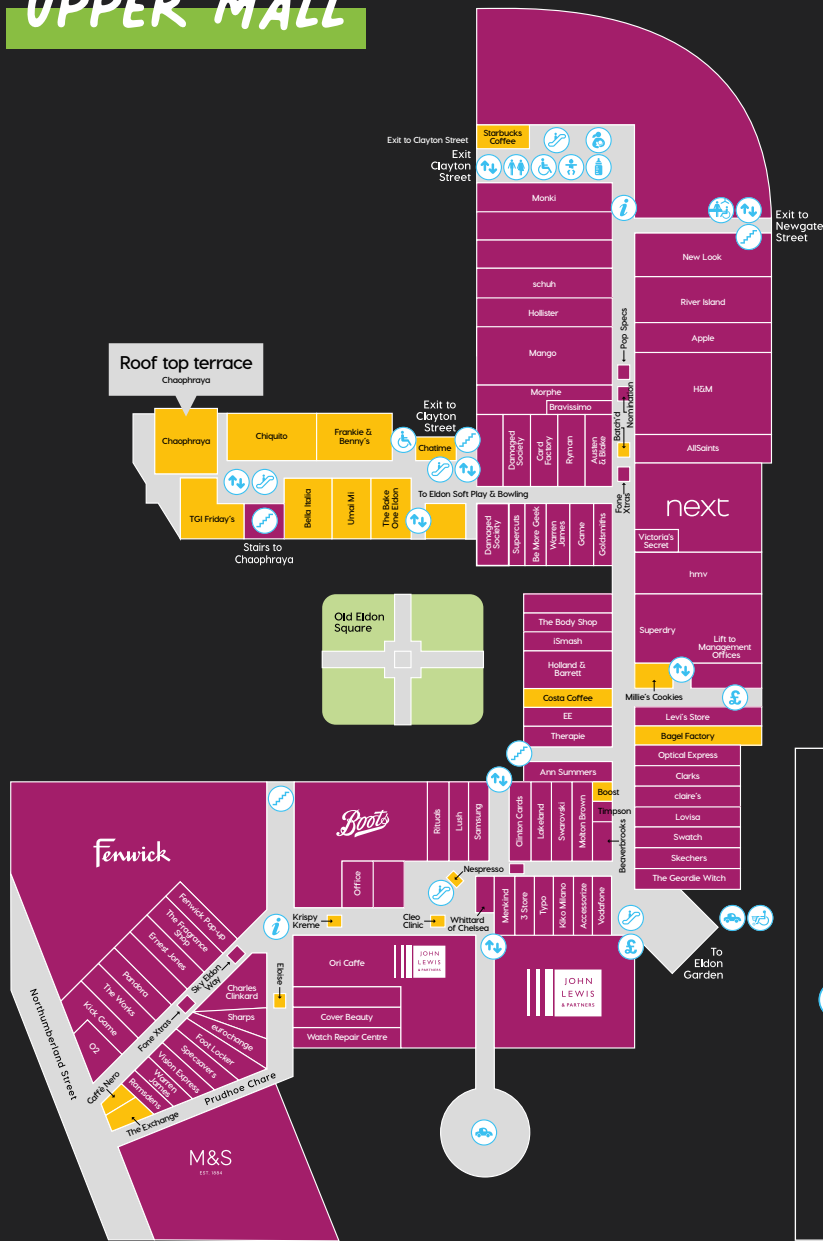 UPPER MALL
Starbucks
Coffee
Exit to Clayton Street
Exit
Clayton
Street
Monki
Exit to
Newgate
Street
New Look
schuh
River Island
Hollister
Pop Specs
Apple
Mango
Roof top terrace
Chaophraya
H&M
Morphe
Nomination
Bravissimo
Batch'd
Exit to
Clayton
Street
Chaophraya
Chiquito
Frankie &
Benny's
Chatime
Damaged
Society
Card
Factory
Ryman
Austen
& Blake
AllSaints
To Eldon Soft Play & Bowling
Fone
Xtras
next
TGI Friday's
Bella Italia
Umai Mi
The Bake
One Eldon
Stairs to
Chaophraya
Damaged
Society
Supercuts
Be More Geek
Warren
James
Game
Goldsmiths
Victoria's
Secret
hmv
Old Eldon
Square
The Body Shop
iSmash
Superdry
Lift to
Management
Offices
Holland &
Barrett
Costa Coffee
Millie's Cookies
EE
Levi's Store
Therapie
Bagel Factory
Optical Express
Ann Summers
Clarks
Boost
claire's
Timpson
Lovisa
Beaverbrooks
Swatch
Skechers
The Geordie Witch
Boots
Rituals
Lush
Samsung
Clinton Cards
Lakeland
Swarovski
Molton Brown
Fenwick
Office
Nespresso
Krispy
Kreme
Cleo
Clinic
Whittard
of Chelsea
Menkind
3 Store
Typo
Kiko Milano
Accessorize
Vodafone
To
Eldon
Garden
Fenwick Pop-up
The Fragrance
Shop
Ernest Jones
Pandora
The Works
Kick Game
O2
Sky Eldon
Way
Fone Xtras
Eloise
Ori Caffe
JOHN
LEWIS
& PARTNERS
JOHN
LEWIS
& PARTNERS
Charles
Clinkard
Sharps
eurochange
Foot Locker
Specsavers
Vision Express
Warren
James
Ramsdens
Cover Beauty
Watch Repair Centre
Northumberland Street
Caffè Nero
The Exchange
Prudhoe Chare
M&S
EST. 1884